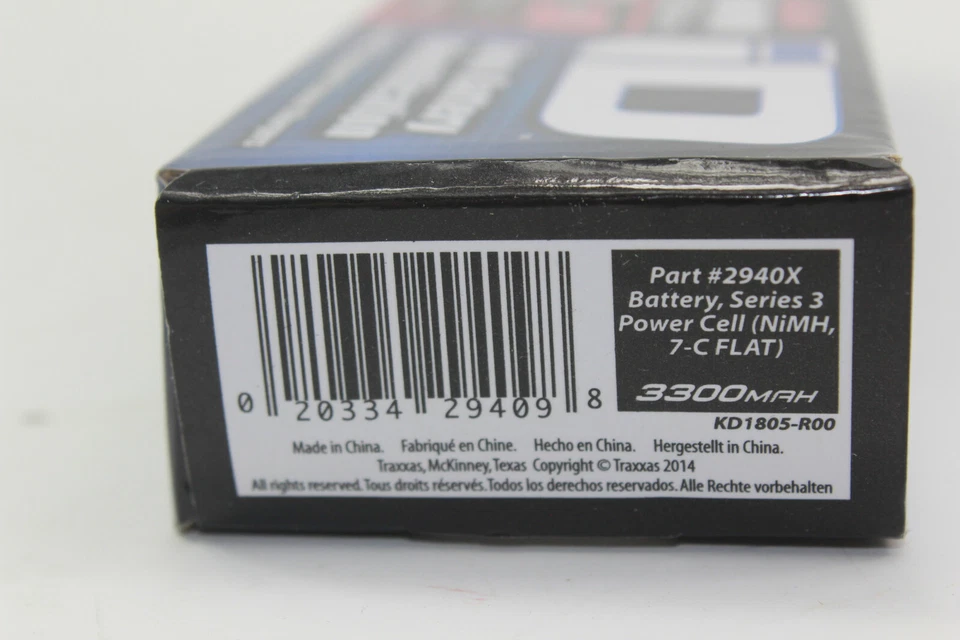 Part #2940X
Battery, Series 3
Power Cell (NiMH,
7-C FLAT)
3300MAH
KD1805-R00
0 20334 29409 8
Made in China. Fabriqué en Chine. Hecho en China. Hergestellt in China.
Traxxas, McKinney, Texas Copyright © Traxxas 2014
All rights reserved. Tous droits réservés. Todos los derechos reservados. Alle Rechte vorbehalten